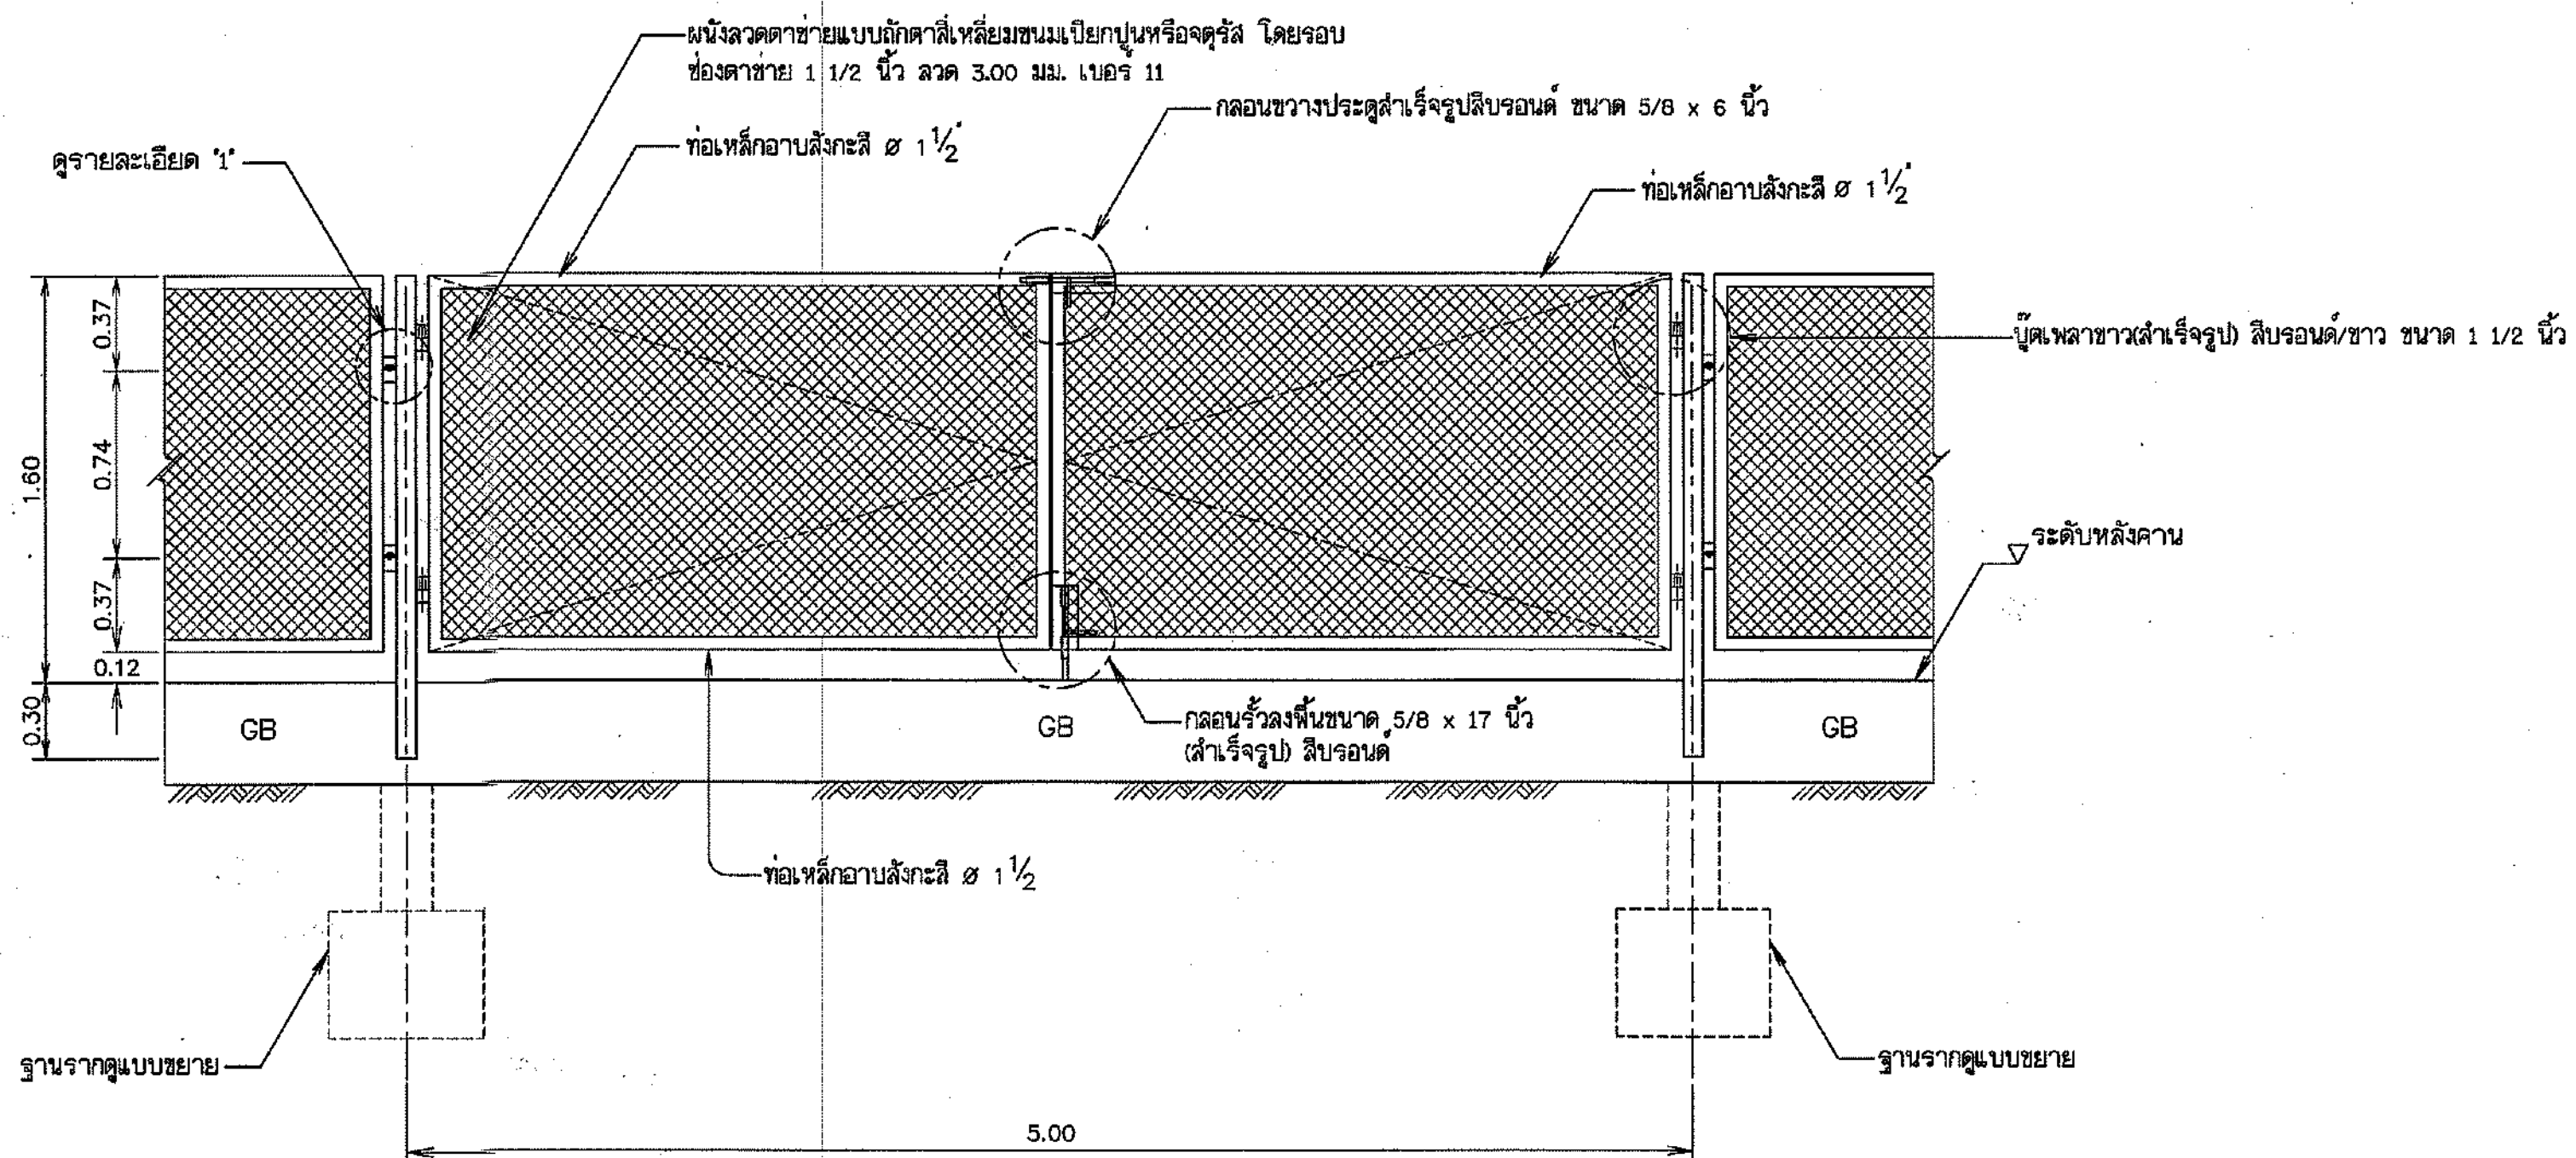 ผนังลวดตาข่ายแบบถักตาสี่เหลี่ยมขนมเปียกปูนหรือจตุรัส โดยรอบ
ช่องตาข่าย 1 1/2 นิ้ว ลวด 3.00 มม. เบอร์ 11
กลอนขวางประตูสำเร็จรูปสีบรอนด์ ขนาด 5/8 x 6 นิ้ว
ท่อเหล็กอาบสังกะสี ø 1 1/2"
ดูรายละเอียด "1"
ท่อเหล็กอาบสังกะสี ø 1 1/2"
บู๊ตเพลาขาว(สำเร็จรูป) สีบรอนด์/ขาว ขนาด 1 1/2 นิ้ว
0.37
0.74
1.60
0.37
0.12
0.30
ระดับหลังคาน
GB
GB
GB
กลอนรั้วลงพื้นขนาด 5/8 x 17 นิ้ว
(สำเร็จรูป) สีบรอนด์
ท่อเหล็กอาบสังกะสี ø 1 1/2
ฐานรากดูแบบขยาย
ฐานรากดูแบบขยาย
5.00